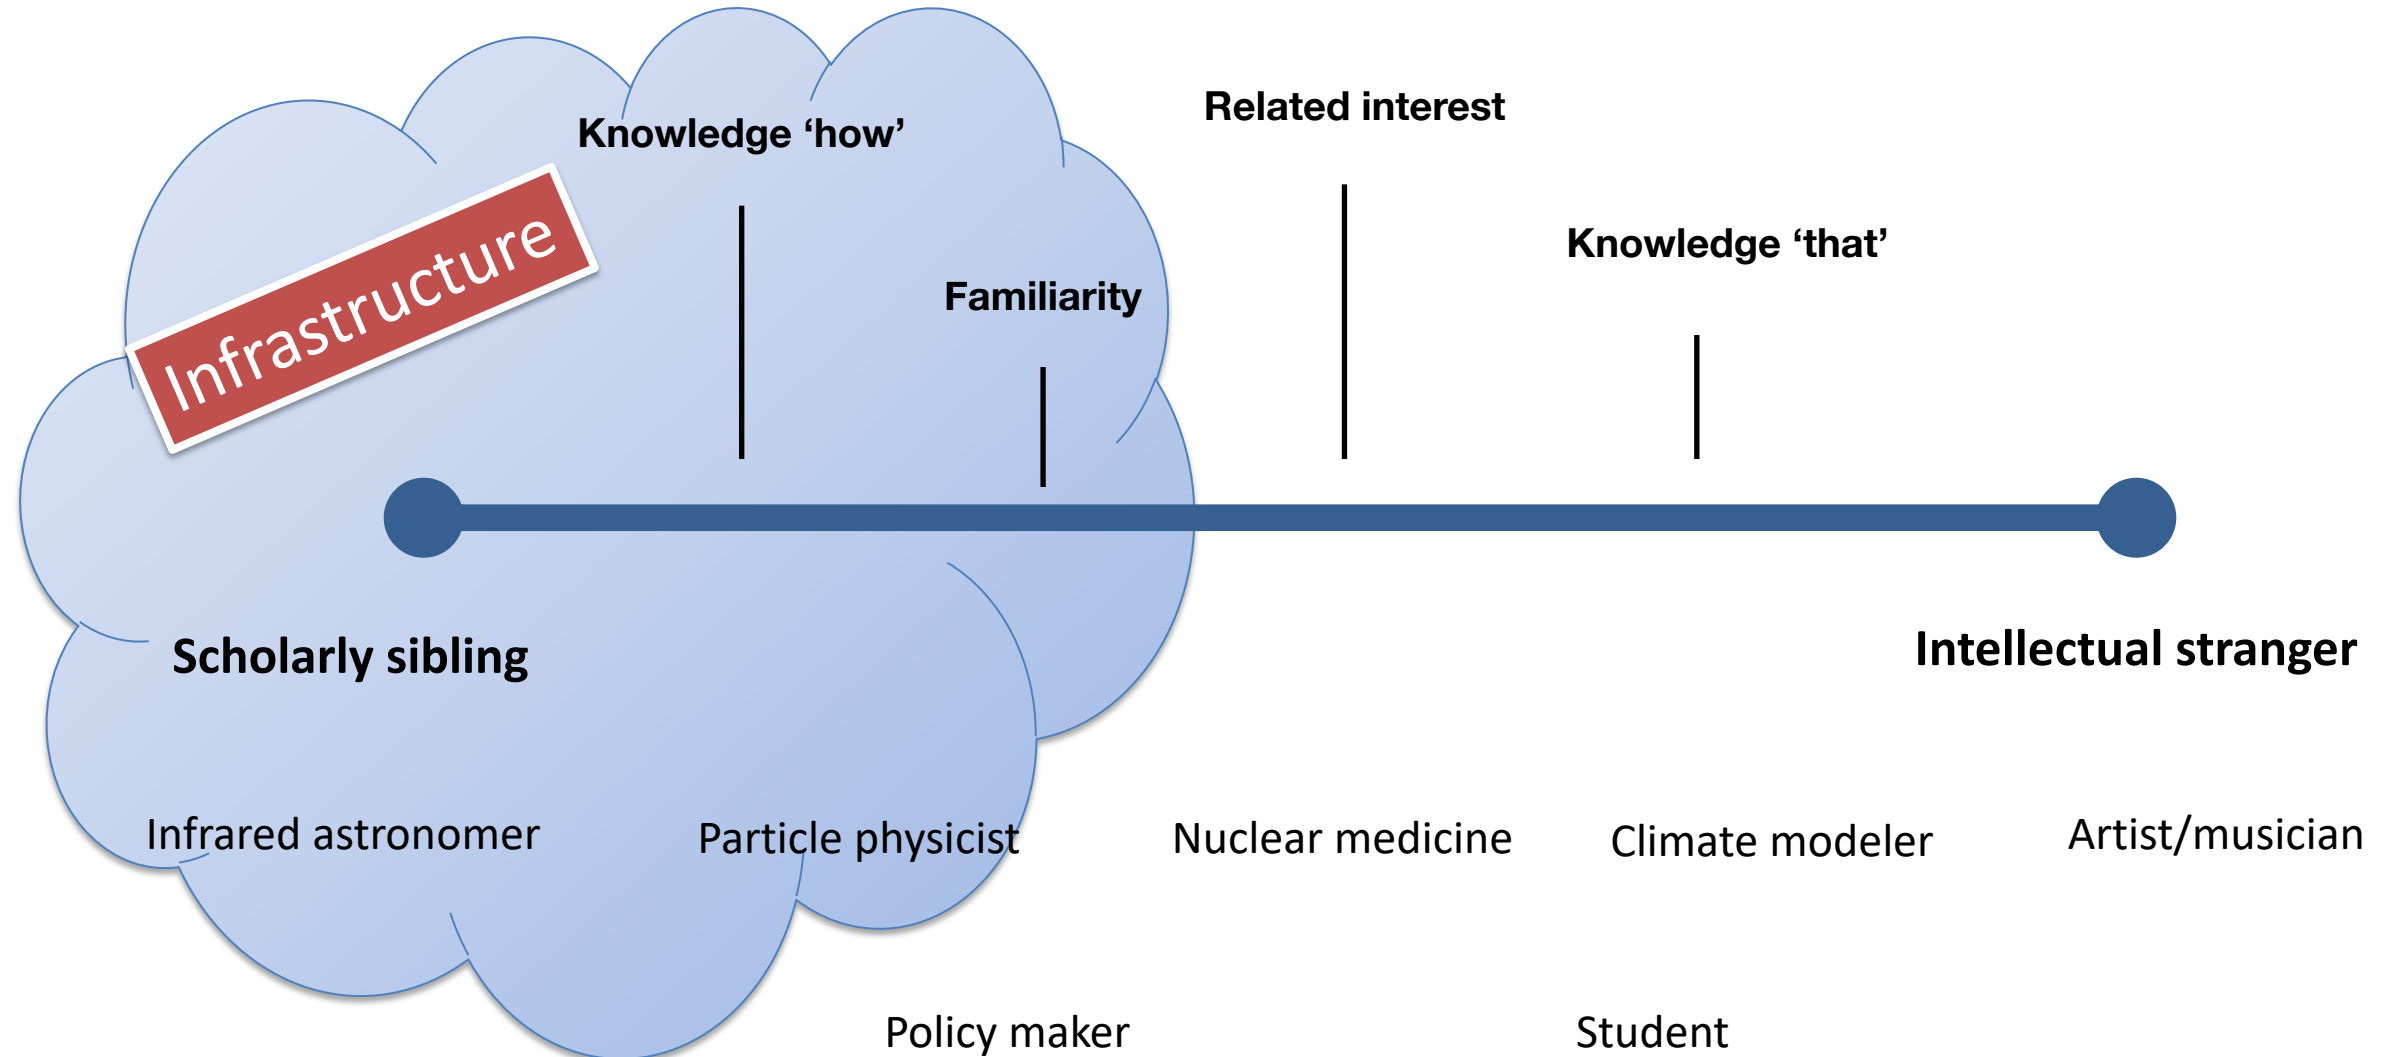 Related interest
Knowledge ‘how’
Knowledge ‘that’
Infrastructure
Familiarity
Scholarly sibling
Intellectual stranger
Infrared astronomer
Particle physicist
Nuclear medicine
Climate modeler
Artist/musician
Policy maker
Student